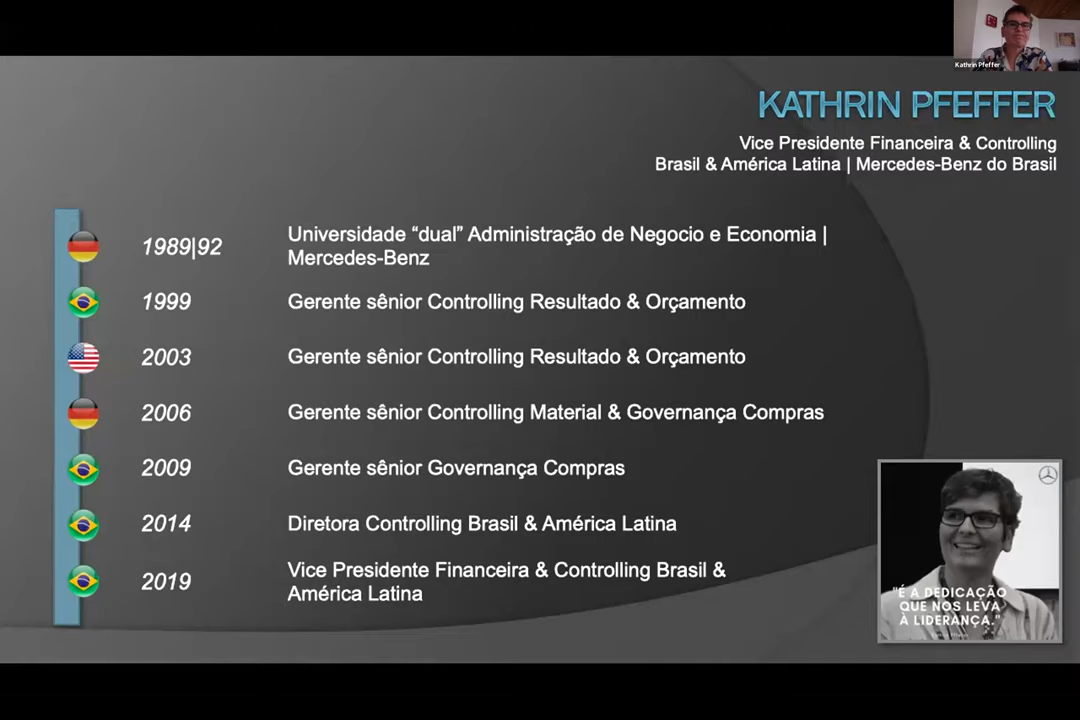 Kathrin Pfeffer
KATHRIN PFEFFER
Vice Presidente Financeira & Controlling
Brasil & América Latina | Mercedes-Benz do Brasil
1989|92
Universidade “dual” Administração de Negocio e Economia |
Mercedes-Benz
1999
Gerente sênior Controlling Resultado & Orçamento
2003
Gerente sênior Controlling Resultado & Orçamento
2006
Gerente sênior Controlling Material & Governança Compras
2009
Gerente sênior Governança Compras
2014
Diretora Controlling Brasil & América Latina
2019
Vice Presidente Financeira & Controlling Brasil &
América Latina
"É A DEDICAÇÃO
QUE NOS LEVA
À LIDERANÇA."